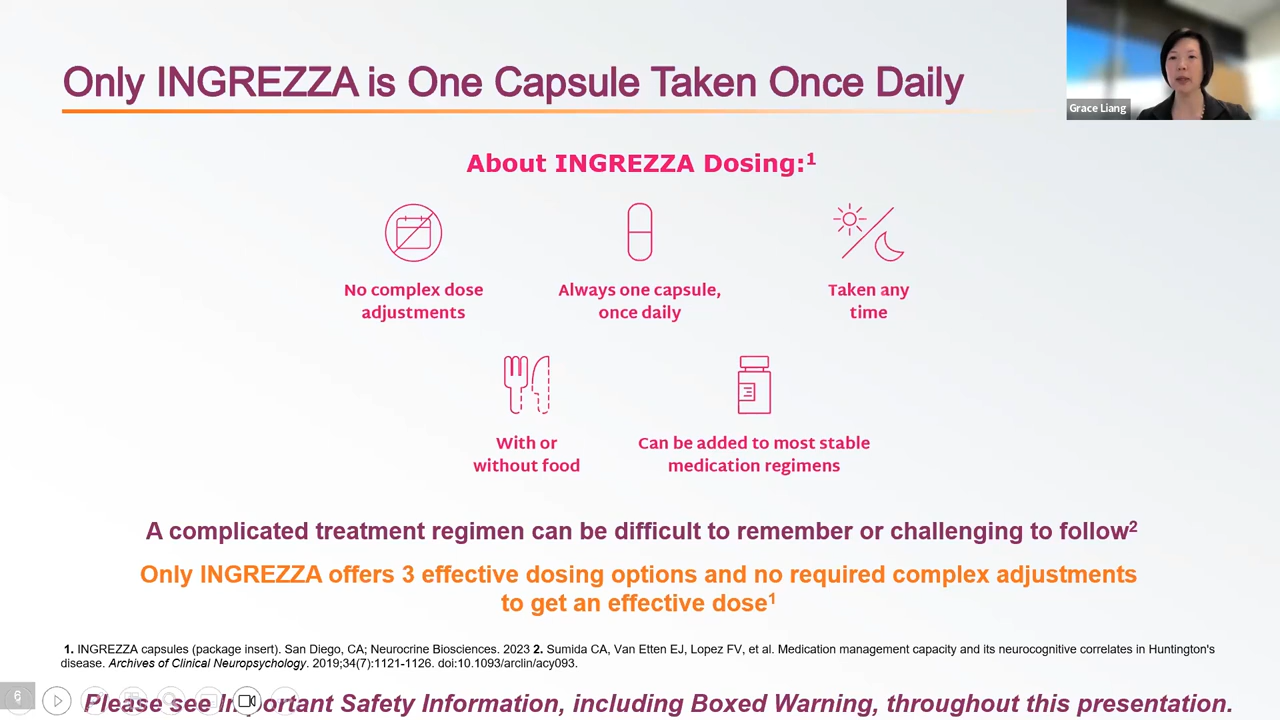 Only INGREZZA is One Capsule Taken Once Daily
Grace Liang
About INGREZZA Dosing:1
No complex dose
adjustments
Always one capsule,
once daily
Taken any
time
With or
without food
Can be added to most stable
medication regimens
A complicated treatment regimen can be difficult to remember or challenging to follow2
Only INGREZZA offers 3 effective dosing options and no required complex adjustments
to get an effective dose1
1. INGREZZA capsules (package insert). San Diego, CA; Neurocrine Biosciences. 2023 2. Sumida CA, Van Etten EJ, Lopez FV, et al. Medication management capacity and its neurocognitive correlates in Huntington's
disease. Archives of Clinical Neuropsychology. 2019;34(7):1121-1126. doi:10.1093/arclin/acy093.
6
Please see Important Safety Information, including Boxed Warning, throughout this presentation.